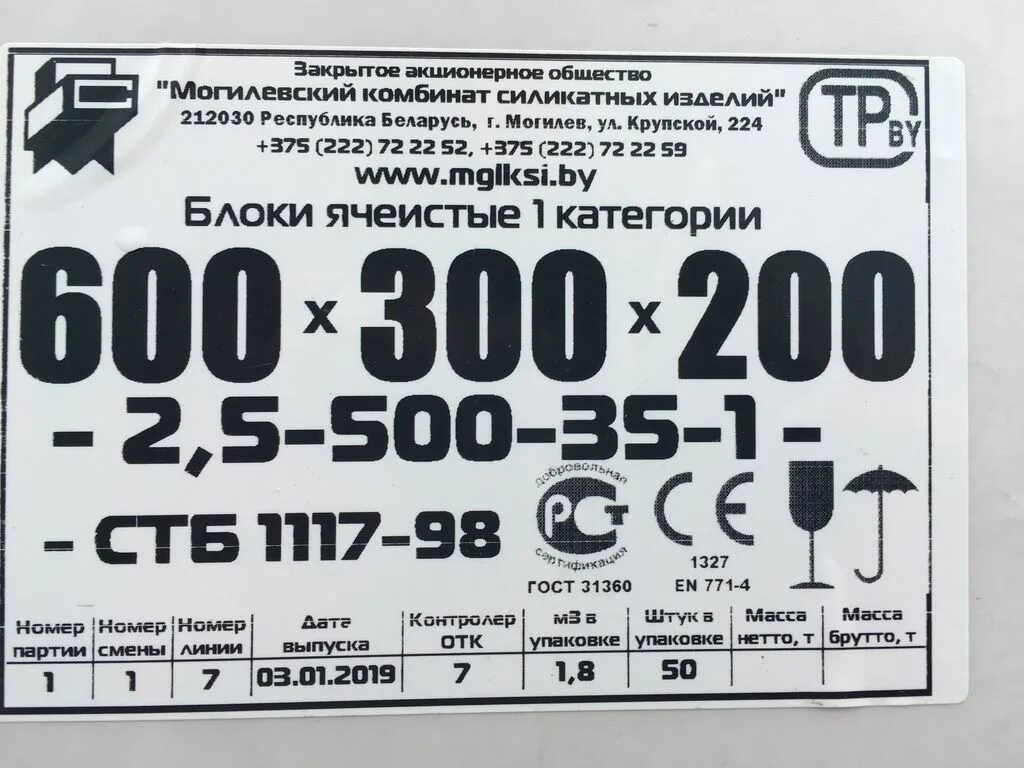 Закрытое акционерное общество
"Могилевский комбинат силикатных изделий"
212030 Республика Беларусь, г. Могилев, ул. Крупской, 224
+375 (222) 72 22 52, +375 (222) 72 22 59
www.mglksi.by
ТР BY
Блоки ячеистые 1 категории
600 х 300 х 200
- 2,5-500-35-1 -
- СТБ 1117-98
добровольная
РСТ
сертификация
ГОСТ 31360
CE
1327
EN 771-4
Номер партии
Номер смены
Номер линии
Дата выпуска
Контролер ОТК
м3 в упаковке
Штук в упаковке
Масса нетто, т
Масса брутто, т
1
1
7
03.01.2019
7
1,8
50